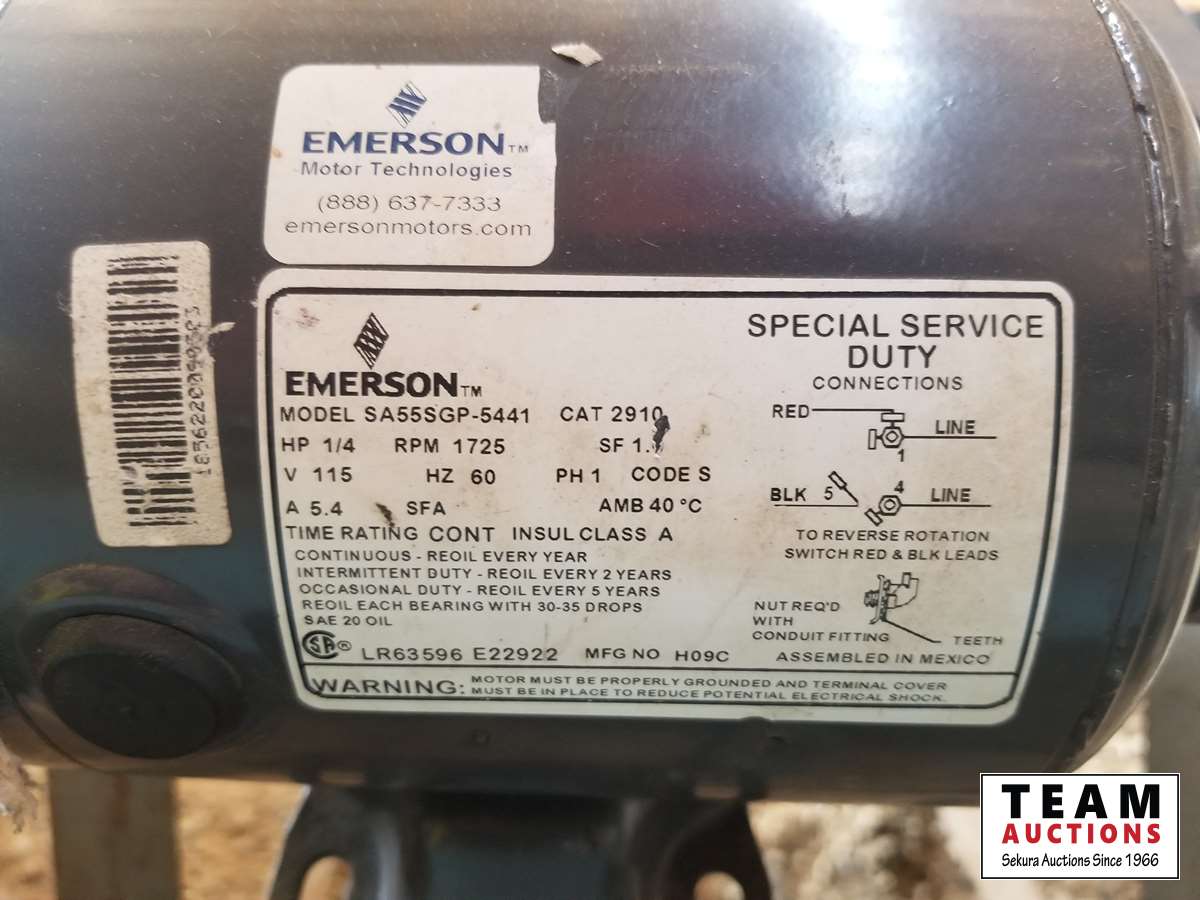 EMERSON™
Motor Technologies
(888) 637-7333
emersonmotors.com
EMERSON™
MODEL SA55SGP-5441 CAT 2910
HP 1/4 RPM 1725 SF 1.
V 115 HZ 60 PH 1 CODE S
A 5.4 SFA AMB 40 °C
TIME RATING CONT INSUL CLASS A
CONTINUOUS - REOIL EVERY YEAR
INTERMITTENT DUTY - REOIL EVERY 2 YEARS
OCCASIONAL DUTY - REOIL EVERY 5 YEARS
REOIL EACH BEARING WITH 30-35 DROPS
SAE 20 OIL
SA® LR63596 E22922 MFG NO H09C
SPECIAL SERVICE
DUTY
CONNECTIONS
RED LINE
1
BLK 5 4 LINE
TO REVERSE ROTATION
SWITCH RED & BLK LEADS
NUT REQ'D
WITH
CONDUIT FITTING TEETH
ASSEMBLED IN MEXICO
WARNING: MOTOR MUST BE PROPERLY GROUNDED AND TERMINAL COVER
MUST BE IN PLACE TO REDUCE POTENTIAL ELECTRICAL SHOCK.
TEAM
AUCTIONS
Sekura Auctions Since 1966